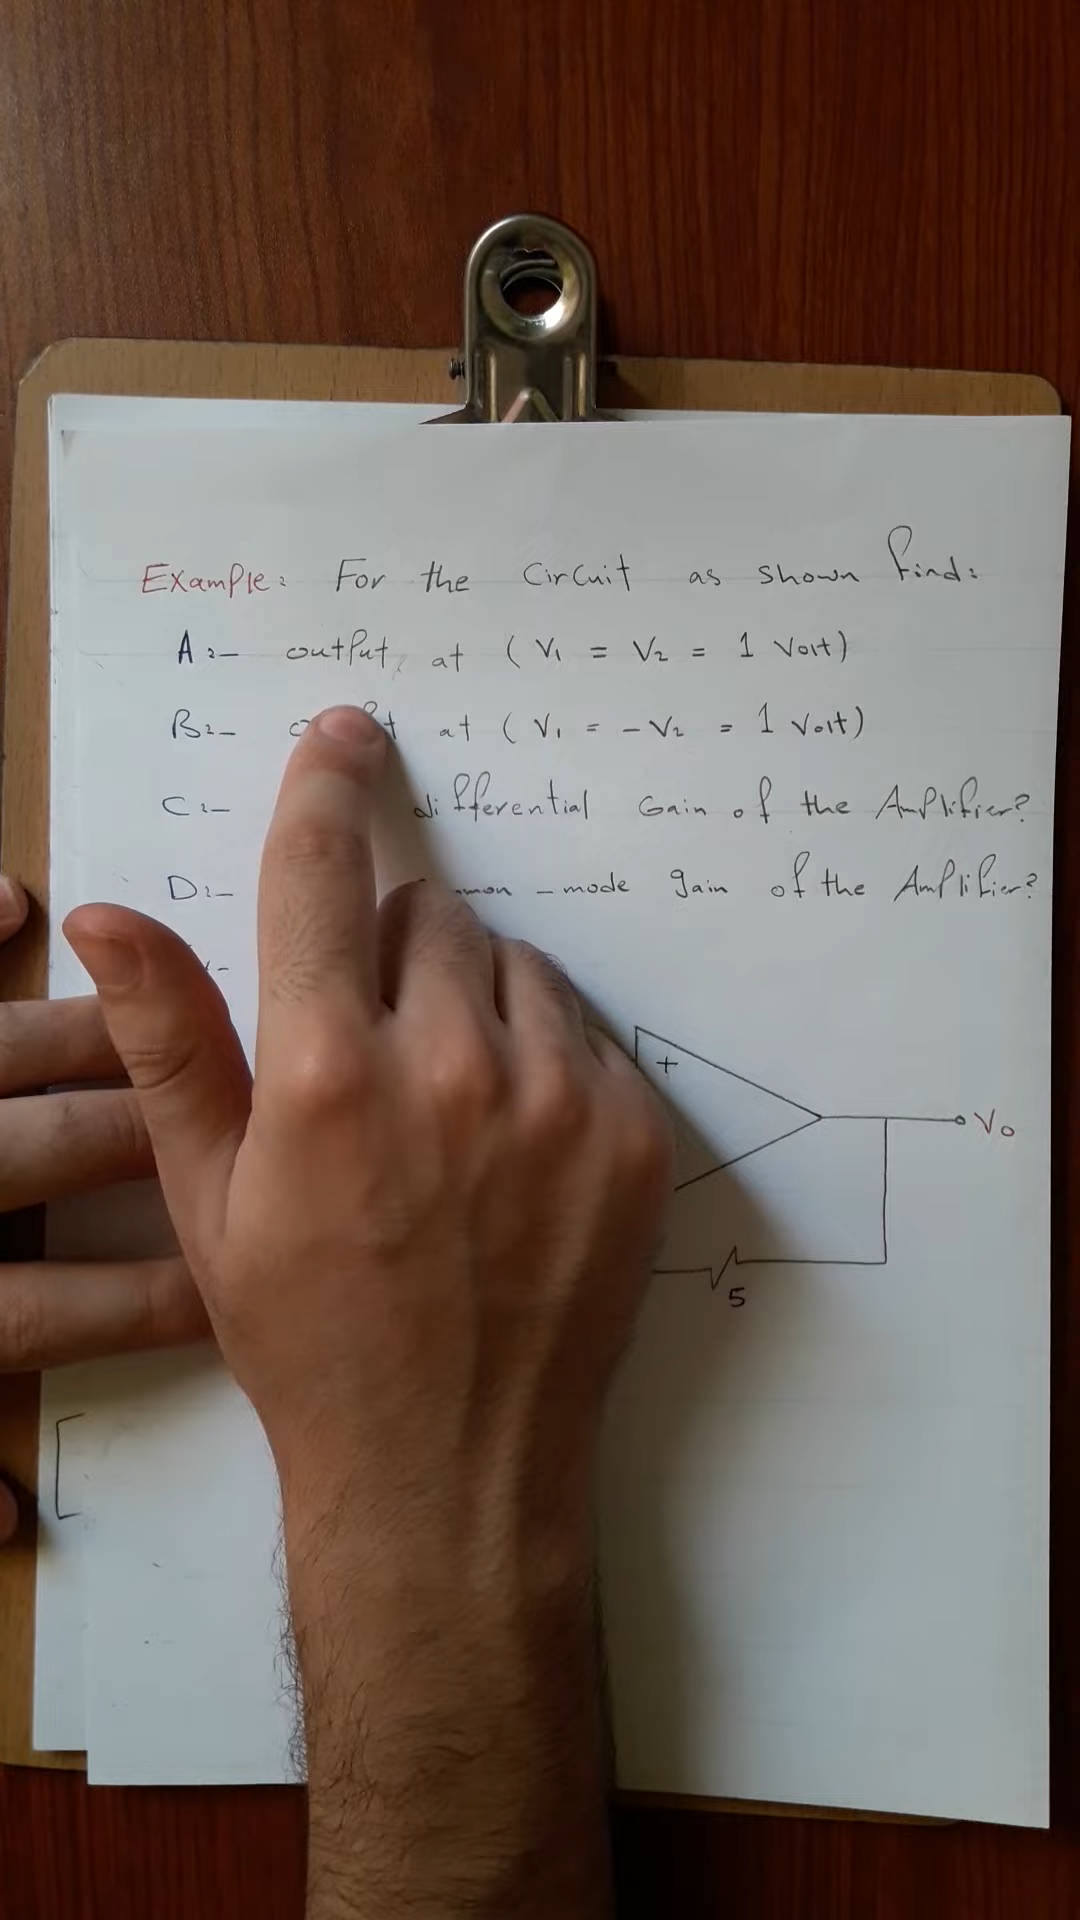 Example: For the Circuit as shown find:
A:- output, at ( V1 = V2 = 1 Volt)
B:- at ( V1 = - V2 = 1 Volt)
C:- differential Gain of the Amplifier?
D:- - mode gain of the Amplifier?
+
Vo
5